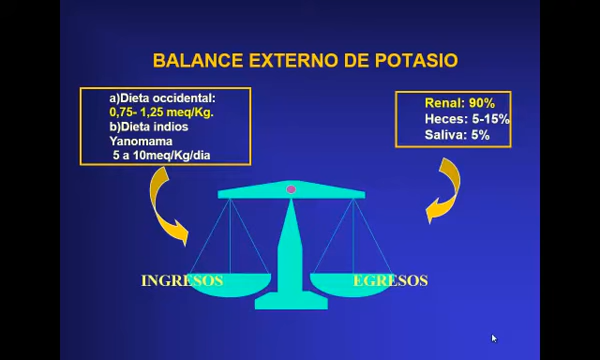 BALANCE EXTERNO DE POTASIO
a)Dieta occidental:
0,75- 1,25 meq/Kg.
b)Dieta indios
Yanomama
5 a 10meq/Kg/dia
Renal: 90%
Heces: 5-15%
Saliva: 5%
INGRESOS
EGRESOS